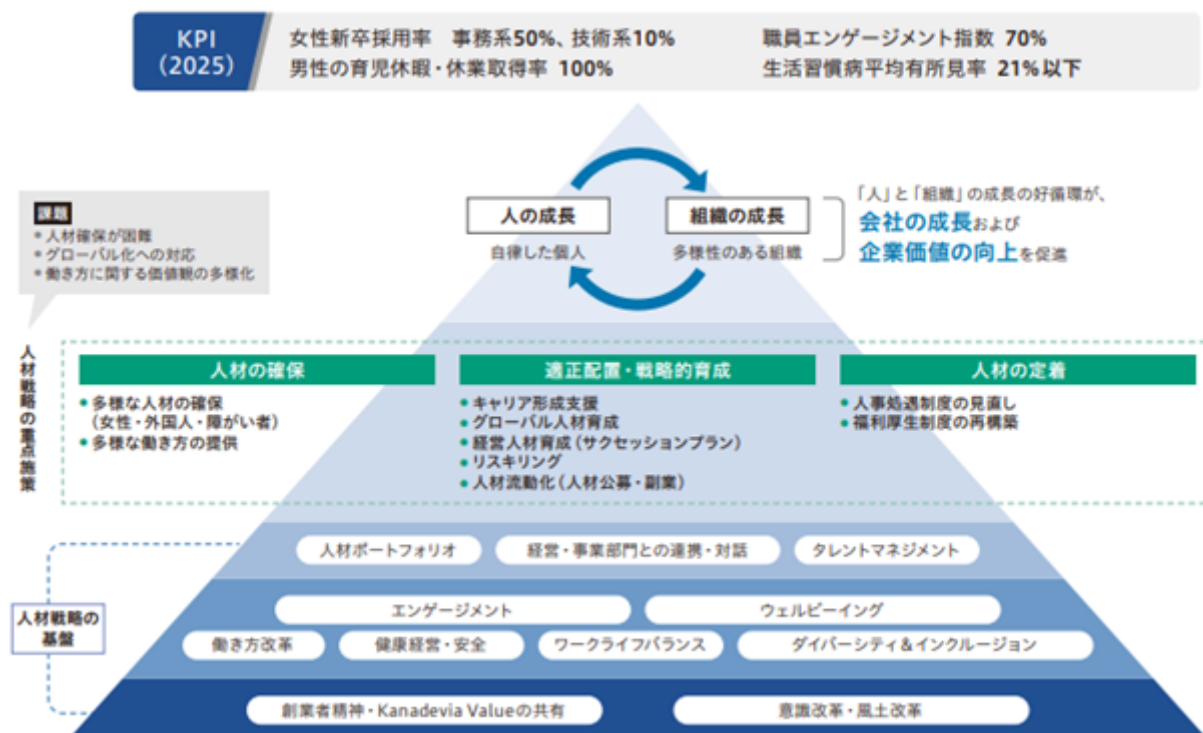 KPI
(2025)
女性新卒採用率 事務系50%、技術系10%
男性の育児休暇・休業取得率 100%
職員エンゲージメント指数 70%
生活習慣病平均有所見率 21%以下
課題
● 人材確保が困難
● グローバル化への対応
● 働き方に関する価値観の多様化
人の成長
自律した個人
組織の成長
多様性のある組織
「人」と「組織」の成長の好循環が、
会社の成長および
企業価値の向上を促進
人材戦略の重点施策
人材の確保
● 多様な人材の確保
(女性・外国人・障がい者)
● 多様な働き方の提供
適正配置・戦略的育成
● キャリア形成支援
● グローバル人材育成
● 経営人材育成(サクセッションプラン)
● リスキリング
● 人材流動化(人材公募・副業)
人材の定着
● 人事処遇制度の見直し
● 福利厚生制度の再構築
人材戦略の
基盤
人材ポートフォリオ
経営・事業部門との連携・対話
タレントマネジメント
エンゲージメント
ウェルビーイング
働き方改革
健康経営・安全
ワークライフバランス
ダイバーシティ&インクルージョン
創業者精神・Kanadevia Valueの共有
意識改革・風土改革